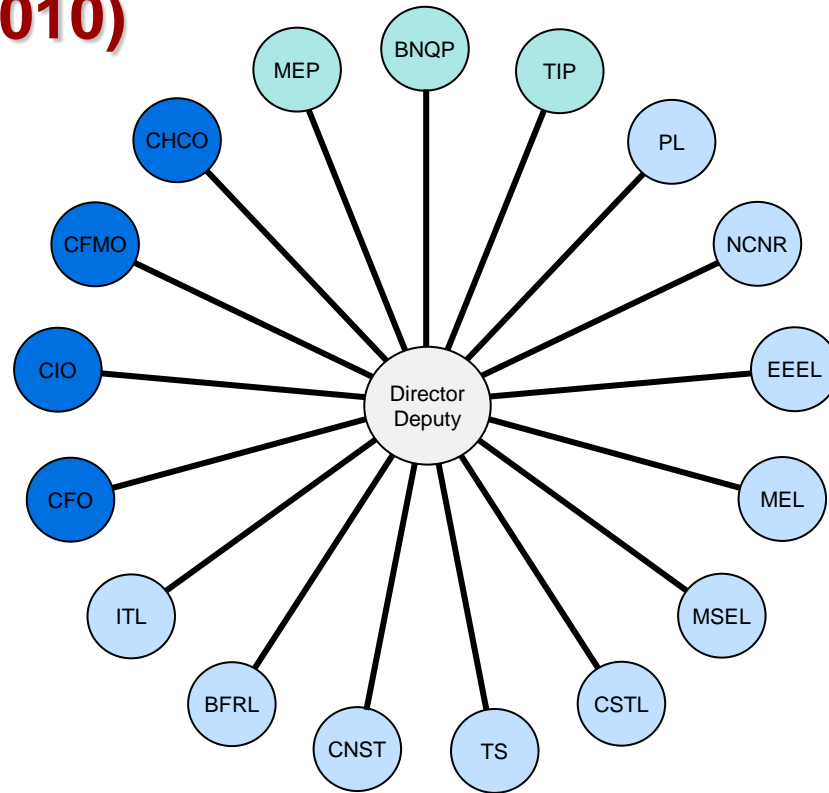 010)
MEP
BNQP
TIP
CHCO
PL
CFMO
NCNR
CIO
EEEL
Director
Deputy
CFO
MEL
ITL
MSEL
BFRL
CSTL
CNST
TS